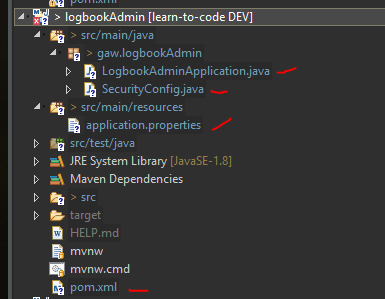 pom.xml
> logbookAdmin [learn-to-code DEV]
> src/main/java
> gaw.logbookAdmin
LogbookAdminApplication.java
SecurityConfig.java
> src/main/resources
application.properties
src/test/java
JRE System Library [JavaSE-1.8]
Maven Dependencies
> src
target
HELP.md
mvnw
mvnw.cmd
pom.xml